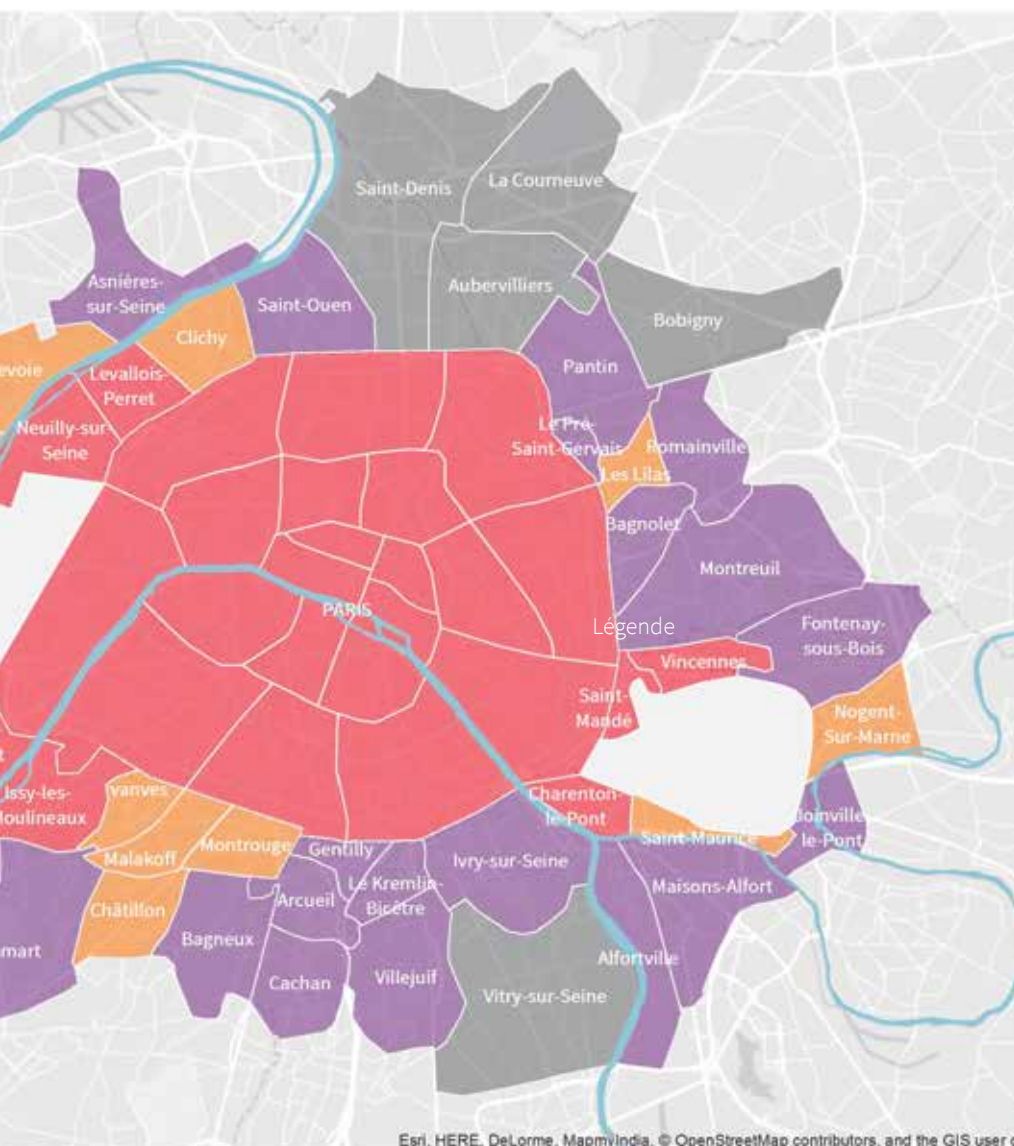 Saint-Denis
La Courneuve
Asnières-
sur-Seine
Saint-Ouen
Aubervilliers
Bobigny
Clichy
evoie
Levallois-
Perret
Pantin
Neuilly-sur-
Seine
Le Pré-
Saint-Gervais
Romainville
Les Lilas
Bagnolet
Montreuil
PARIS
Légende
Fontenay-
sous-Bois
Vincennes
Saint-
Mandé
Nogent-
Sur-Marne
t
Issy-les-
Moulineaux
vanves
Charenton-
le-Pont
Joinville
le-Pont
Saint-Maurice
Malakoff
Montrouge
Gentilly
Ivry-sur-Seine
Le Kremlin-
Bicêtre
Arcueil
Maisons-Alfort
Châtillon
Bagneux
mart
Cachan
Villejuif
Alfortville
Vitry-sur-Seine
Esri, HERE, DeLorme, MapmyIndia, © OpenStreetMap contributors, and the GIS user c